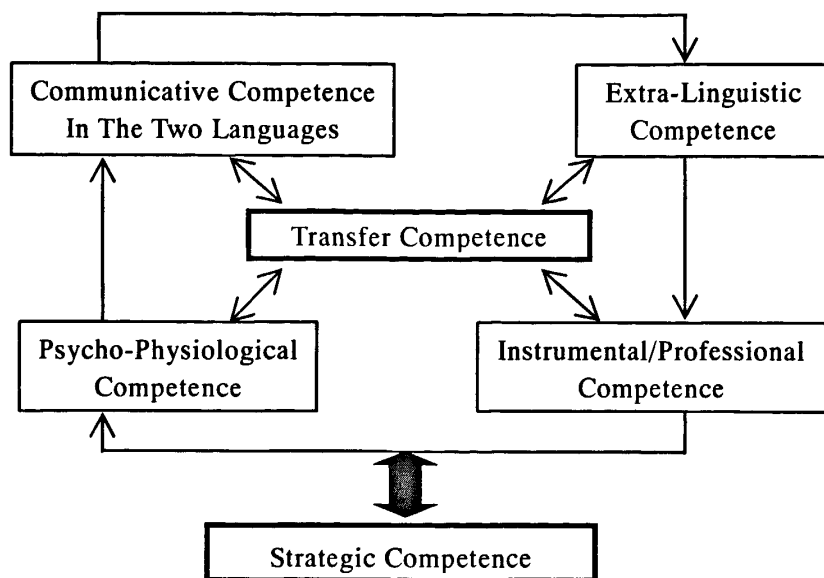 Communicative Competence
In The Two Languages
Extra-Linguistic
Competence
Transfer Competence
Psycho-Physiological
Competence
Instrumental/Professional
Competence
Strategic Competence